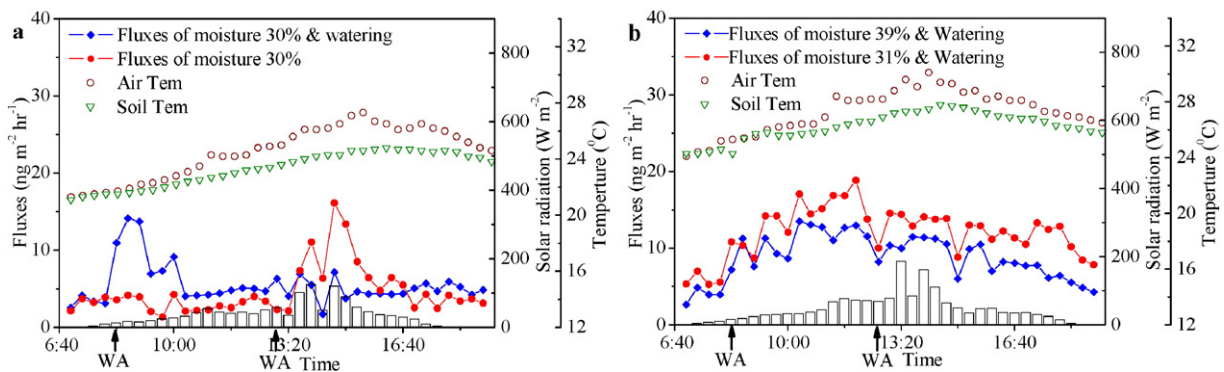 a
Fluxes of moisture 30% & watering
Fluxes of moisture 30%
Air Tem
Soil Tem
Fluxes (ng m-2 hr-1)
40
30
20
10
0
800
600
400
200
0
Solar radiation (W m-2)
32
28
24
20
16
12
Temperture (0C)
6:40
10:00
13:20
16:40
WA
WA
Time
b
Fluxes of moisture 39% & Watering
Fluxes of moisture 31% & Watering
Air Tem
Soil Tem
Fluxes (ng m-2 hr-1)
40
30
20
10
0
800
600
400
200
0
Solar radiation (W m-2)
32
28
24
20
16
12
Temperture (0C)
6:40
10:00
13:20
16:40
WA
WA
Time